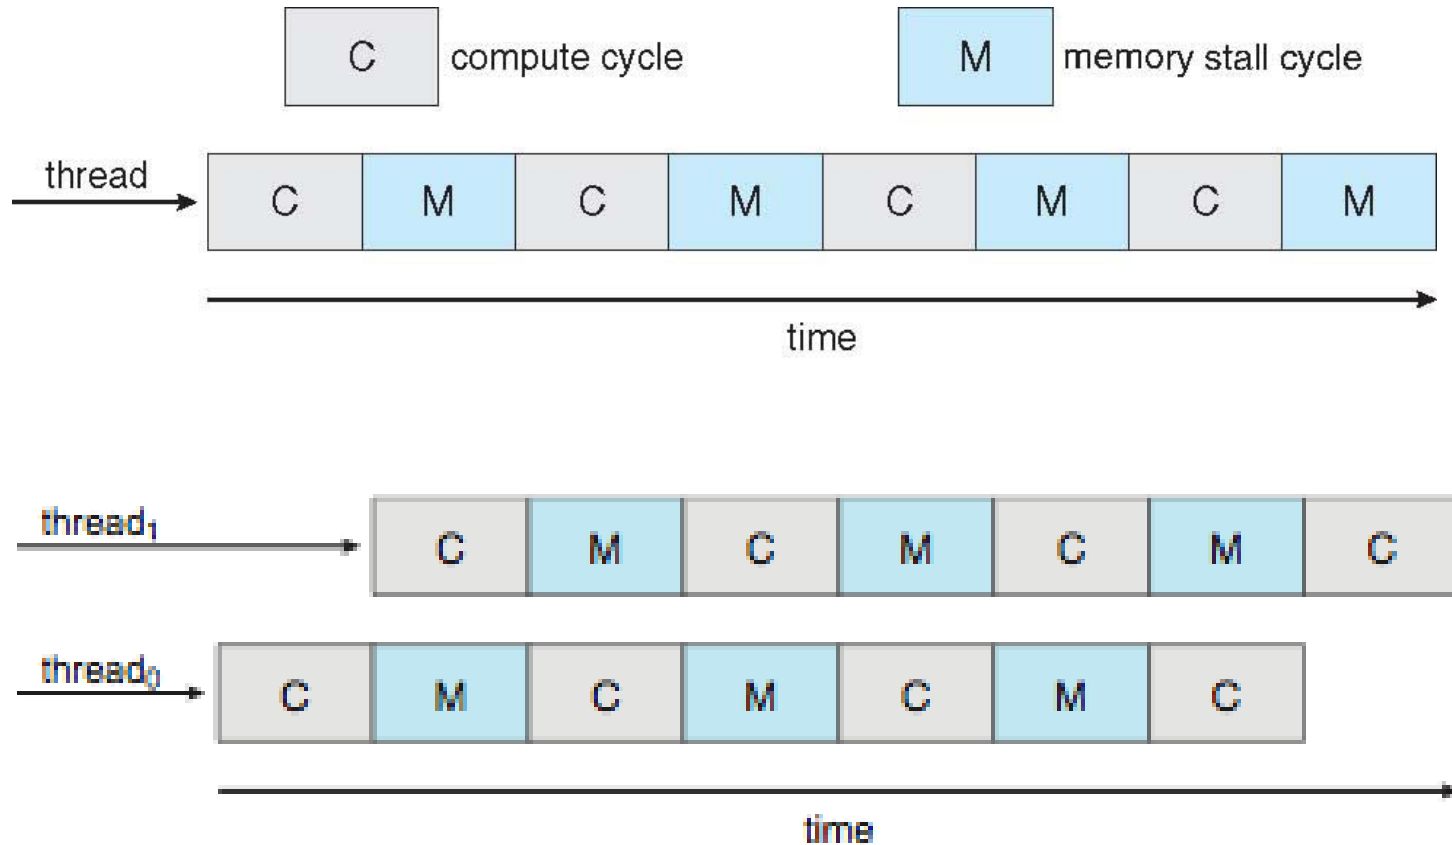 C compute cycle M memory stall cycle
thread C M C M C M C M
time
thread1 C M C M C M C
thread0 C M C M C M C
time